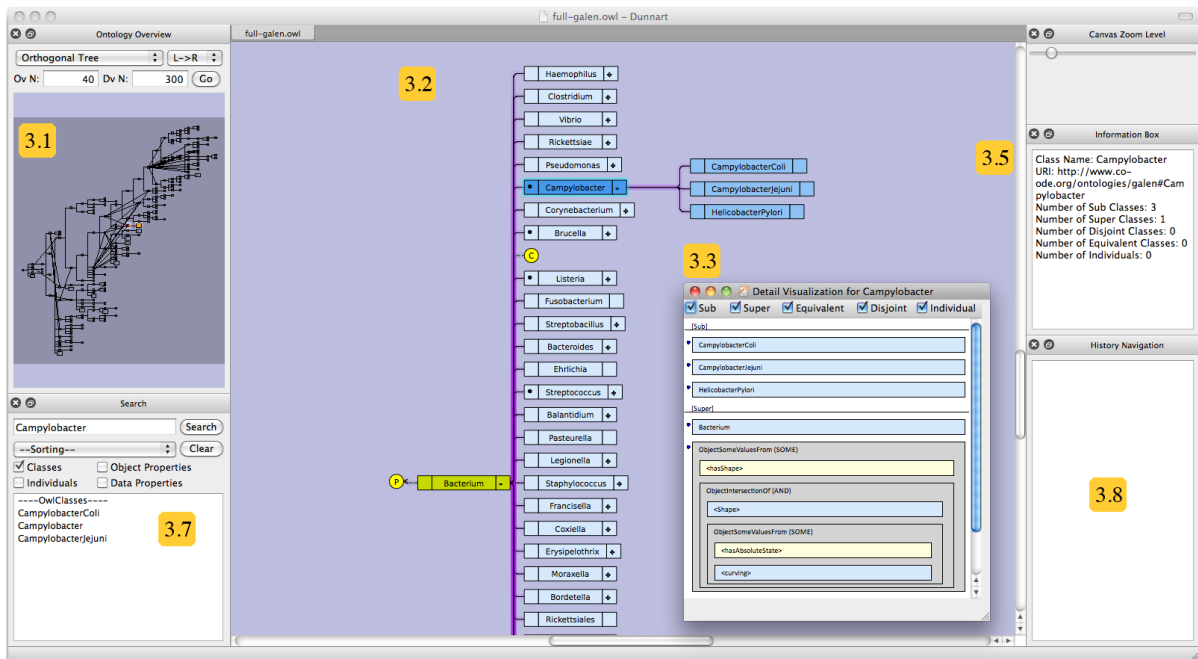 full-galen.owl – Dunnart
Ontology Overview
Orthogonal Tree
L->R
Ov N: 40 Dv N: 300 Go
3.1
Search
Campylobacter Search
--Sorting-- Clear
Classes Object Properties
Individuals Data Properties
----OwlClasses----
CampylobacterColi
Campylobacter
CampylobacterJejuni
3.7
full-galen.owl
3.2
Haemophilus +
Clostridium +
Vibrio +
Rickettsiae +
Pseudomonas +
Campylobacter -
Corynebacterium +
Brucella +
C
Listeria +
Fusobacterium
Streptobacillus +
Bacteroides +
Ehrlichia
Streptococcus +
Balantidium +
Pasteurella
Legionella +
P Bacterium -
Staphylococcus +
Francisella +
Coxiella +
Erysipelothrix +
Moraxella +
Bordetella +
Rickettsiales
CampylobacterColi
CampylobacterJejuni
HelicobacterPylori
3.5
3.3
Detail Visualization for Campylobacter
Sub Super Equivalent Disjoint Individual
[Sub]
CampylobacterColi
CampylobacterJejuni
HelicobacterPylori
[Super]
Bacterium
ObjectSomeValuesFrom (SOME)
<hasShape>
ObjectIntersectionOf (AND)
<Shape>
ObjectSomeValuesFrom (SOME)
<hasAbsoluteState>
<curving>
Canvas Zoom Level
Information Box
Class Name: Campylobacter
URI: http://www.co-
ode.org/ontologies/galen#Cam
pylobacter
Number of Sub Classes: 3
Number of Super Classes: 1
Number of Disjoint Classes: 0
Number of Equivalent Classes: 0
Number of Individuals: 0
History Navigation
3.8